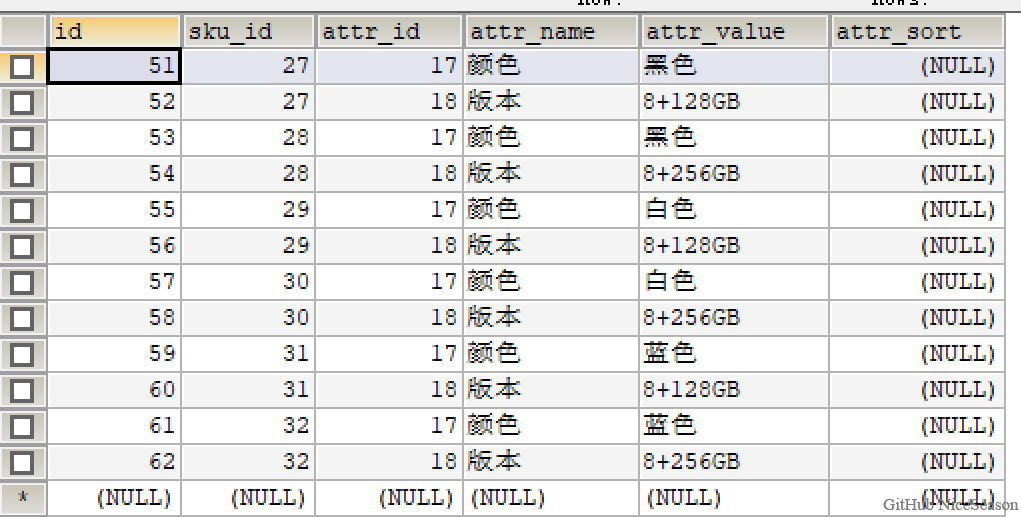 id sku_id attr_id attr_name attr_value attr_sort
51 27 17 颜色 黑色 (NULL)
52 27 18 版本 8+128GB (NULL)
53 28 17 颜色 黑色 (NULL)
54 28 18 版本 8+256GB (NULL)
55 29 17 颜色 白色 (NULL)
56 29 18 版本 8+128GB (NULL)
57 30 17 颜色 白色 (NULL)
58 30 18 版本 8+256GB (NULL)
59 31 17 颜色 蓝色 (NULL)
60 31 18 版本 8+128GB (NULL)
61 32 17 颜色 蓝色 (NULL)
62 32 18 版本 8+256GB (NULL)
* (NULL) (NULL) (NULL) (NULL) (NULL) (NULL)
GitHub NiceSeason